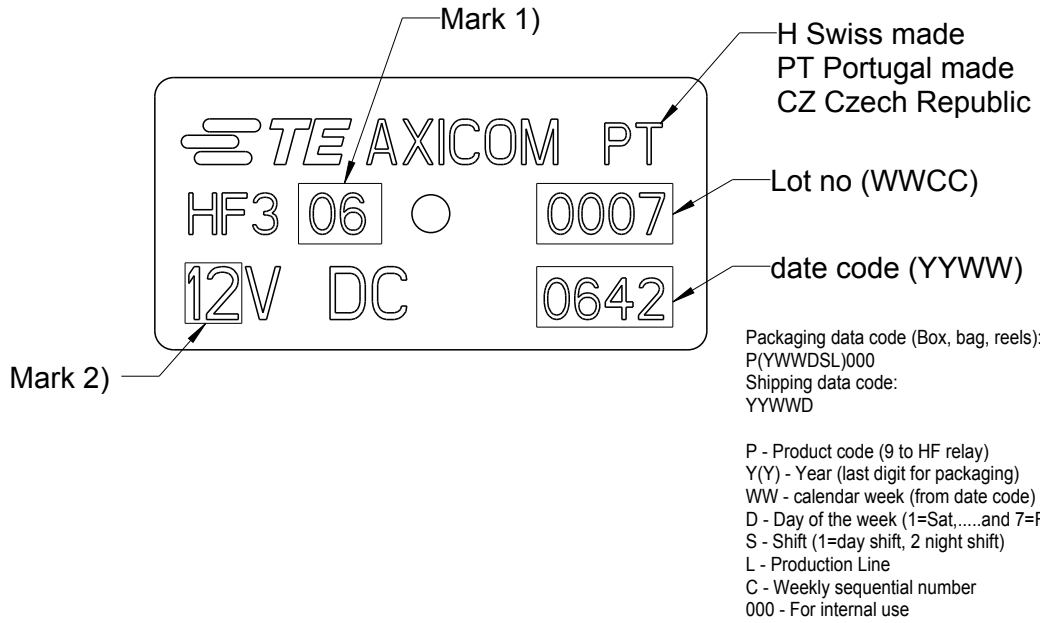 Mark 1)
H Swiss made
PT Portugal made
CZ Czech Republic
TE AXICOM PT
HF3 06 0007
Lot no (WWCC)
12V DC 0642
date code (YYWW)
Mark 2)
Packaging data code (Box, bag, reels):
P(YWWDSL)000
Shipping data code:
YYWWD
P - Product code (9 to HF relay)
Y(Y) - Year (last digit for packaging)
WW - calendar week (from date code)
D - Day of the week (1=Sat,.....and 7=F
S - Shift (1=day shift, 2 night shift)
L - Production Line
C - Weekly sequential number
000 - For internal use